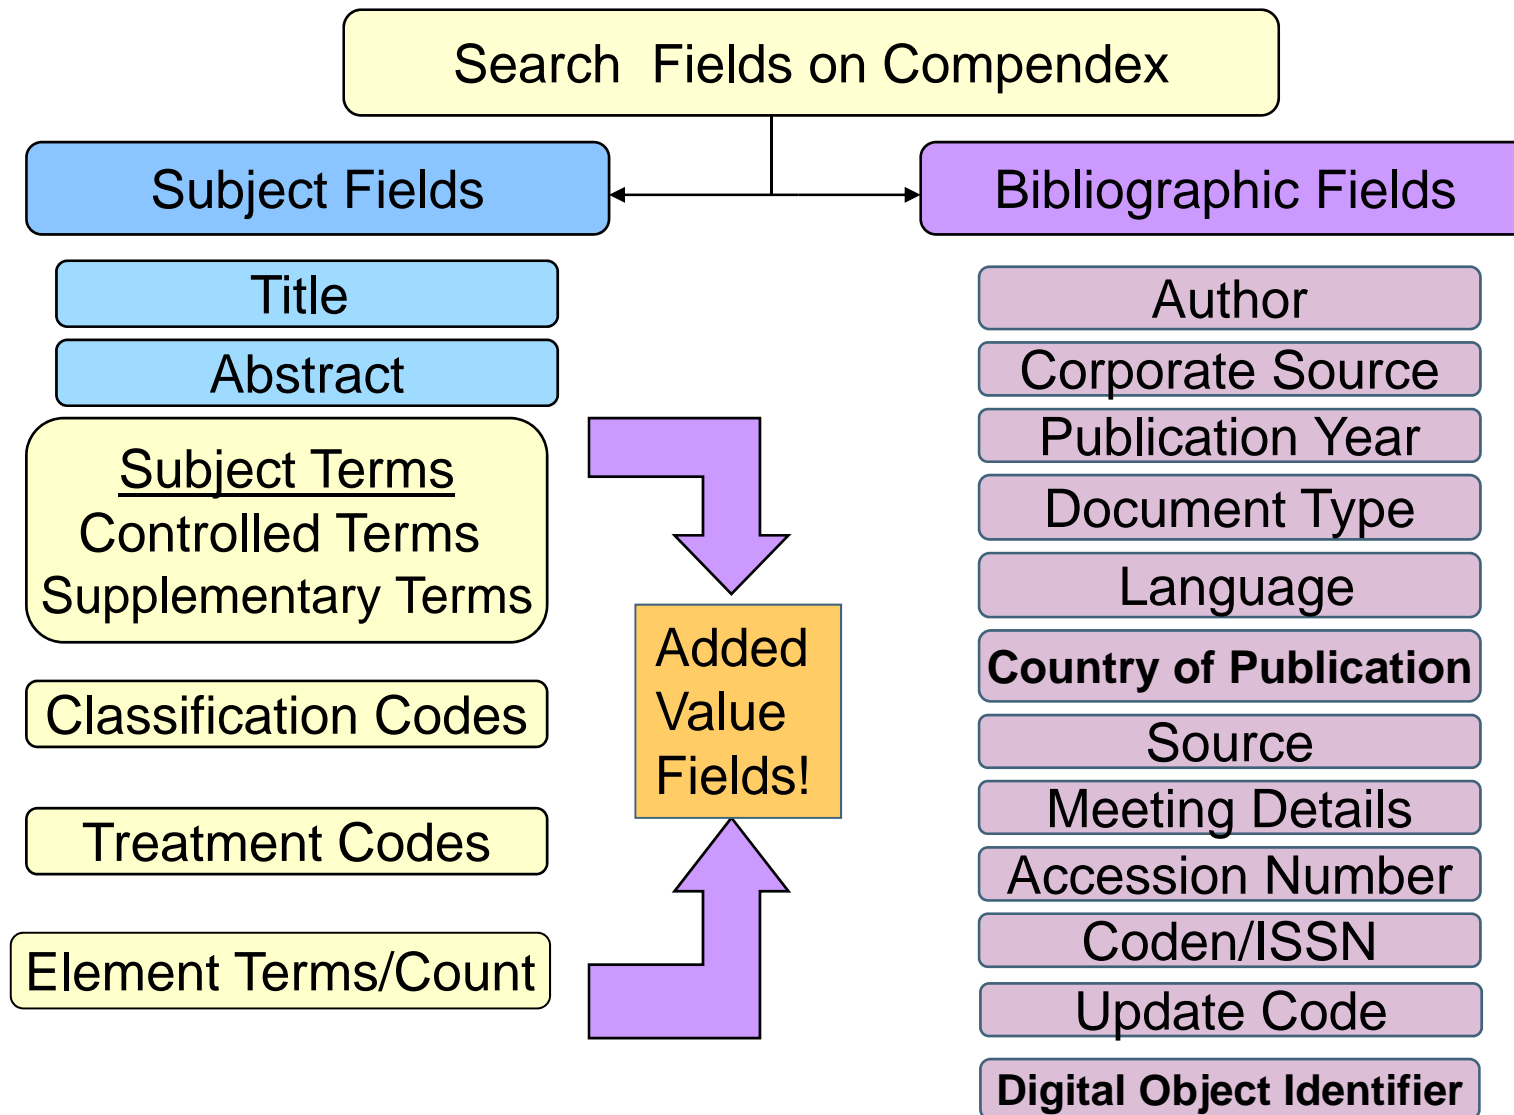 Search Fields on Compendex
Subject Fields
Bibliographic Fields
Title
Abstract
Subject Terms
Controlled Terms
Supplementary Terms
Classification Codes
Treatment Codes
Element Terms/Count
Added
Value
Fields!
Author
Corporate Source
Publication Year
Document Type
Language
Country of Publication
Source
Meeting Details
Accession Number
Coden/ISSN
Update Code
Digital Object Identifier